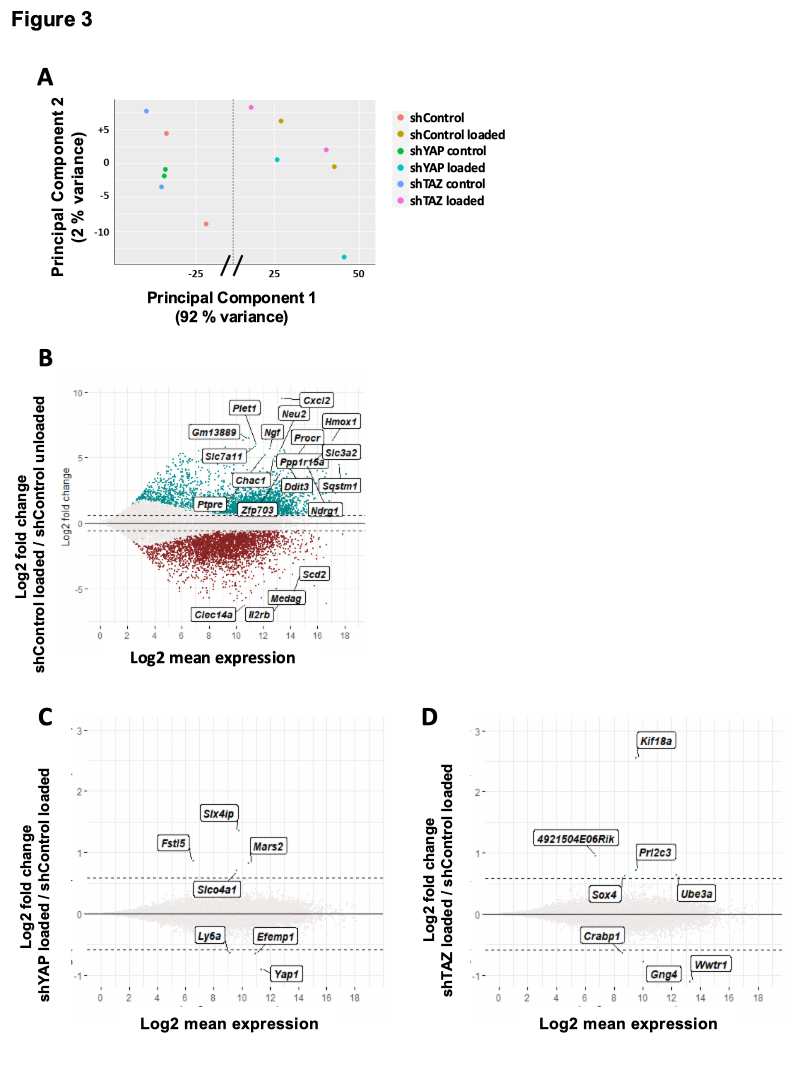 Figure 3
A
Principal Component 2
(2 % variance)
+5
0
-5
-10
-25
25
50
Principal Component 1
(92 % variance)
shControl
shControl loaded
shYAP control
shYAP loaded
shTAZ control
shTAZ loaded
B
Log2 fold change
shControl loaded / shControl unloaded
Log2 fold change
10
5
0
-5
Cxcl2
Plet1
Neu2
Hmox1
Gm13889
Ngf
Procr
Slc7a11
Ppp1r15a
Slc3a2
Chac1
Ddit3
Sqstm1
Ptpre
Zfp703
Ndrg1
Scd2
Medag
Clec14a
Il2rb
0 2 4 6 8 10 12 14 16 18
Log2 mean expression
C
Log2 fold change
shYAP loaded / shControl loaded
3
2
1
0
-1
Slx4ip
Fstl5
Mars2
Slco4a1
Ly6a
Efemp1
Yap1
0 2 4 6 8 10 12 14 16 18
Log2 mean expression
D
Log2 fold change
shTAZ loaded / shControl loaded
3
2
1
0
-1
Kif18a
4921504E06Rik
Prl2c3
Sox4
Ube3a
Crabp1
Gng4
Wwtr1
0 2 4 6 8 10 12 14 16 18
Log2 mean expression